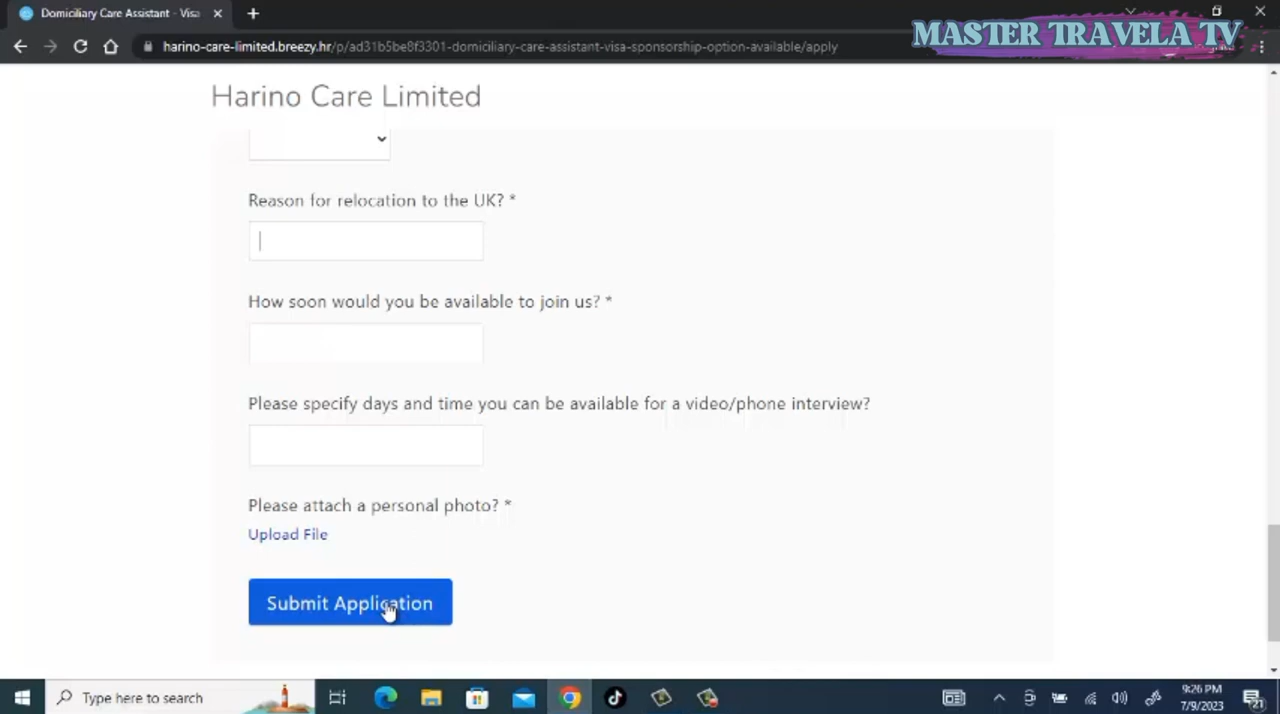 Domiciliary Care Assistant - Visa
MASTER TRAVELA TV
harino-care-limited.breezy.hr/p/ad31b5be8f3301-domiciliary-care-assistant-visa-sponsorship-option-available/apply
Harino Care Limited
Reason for relocation to the UK? *
How soon would you be available to join us? *
Please specify days and time you can be available for a video/phone interview?
Please attach a personal photo? *
Upload File
Submit Application
Type here to search
9:26 PM
7/9/2023
21